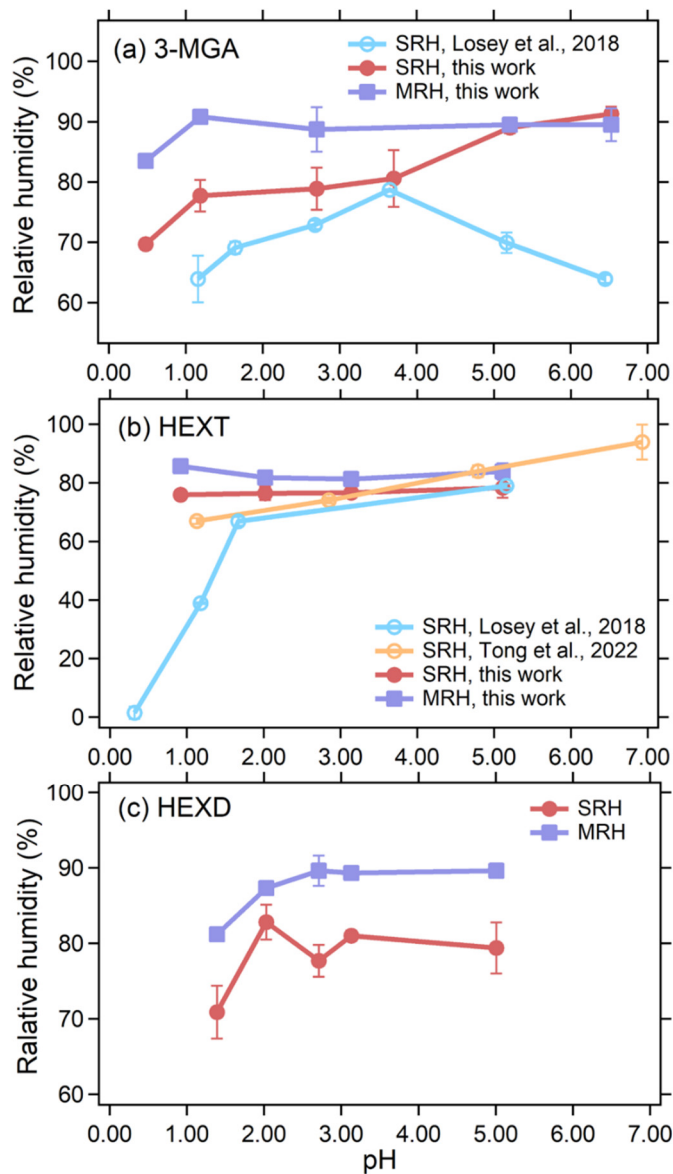 (a) 3-MGA
SRH, Losey et al., 2018
SRH, this work
MRH, this work
Relative humidity (%)
100
90
80
70
60
0.00 1.00 2.00 3.00 4.00 5.00 6.00 7.00
(b) HEXT
SRH, Losey et al., 2018
SRH, Tong et al., 2022
SRH, this work
MRH, this work
Relative humidity (%)
100
80
60
40
20
0
0.00 1.00 2.00 3.00 4.00 5.00 6.00 7.00
(c) HEXD
SRH
MRH
Ralative humidity (%)
100
90
80
70
60
0.00 1.00 2.00 3.00 4.00 5.00 6.00 7.00
pH